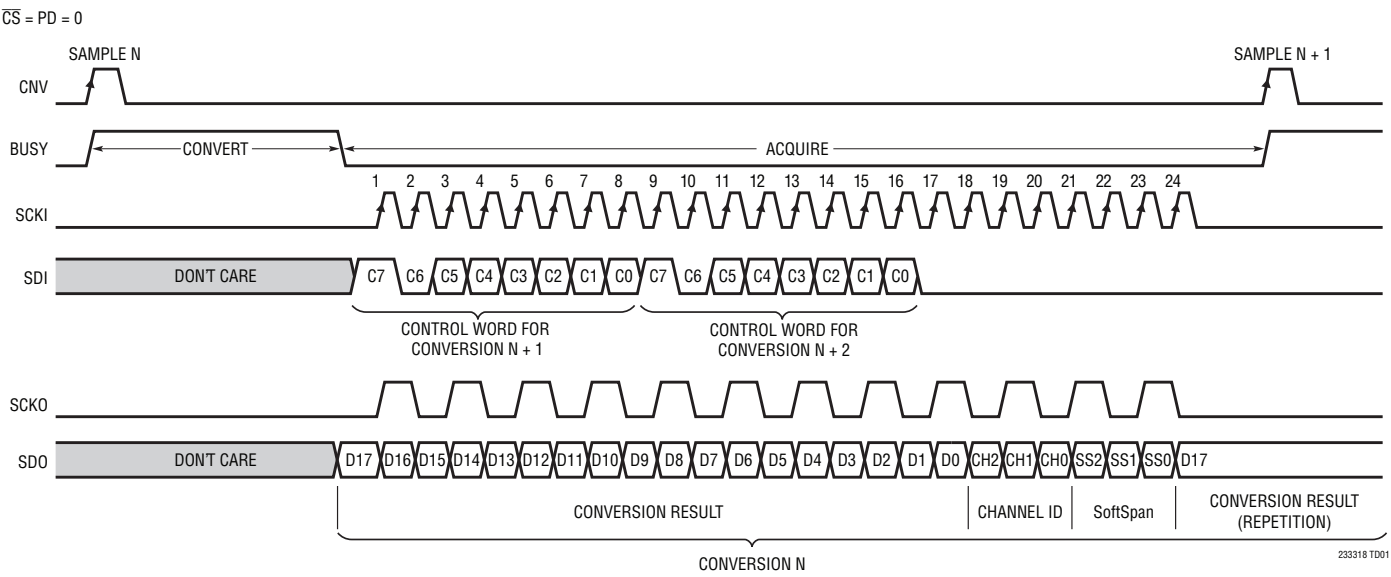 CS = PD = 0
SAMPLE N SAMPLE N + 1
CNV
BUSY CONVERT ACQUIRE
1 2 3 4 5 6 7 8 9 10 11 12 13 14 15 16 17 18 19 20 21 22 23 24
SCKI
SDI DON'T CARE C7 C6 C5 C4 C3 C2 C1 C0 C7 C6 C5 C4 C3 C2 C1 C0
CONTROL WORD FOR
CONVERSION N + 1
CONTROL WORD FOR
CONVERSION N + 2
SCKO
SDO DON'T CARE D17 D16 D15 D14 D13 D12 D11 D10 D9 D8 D7 D6 D5 D4 D3 D2 D1 D0 CH2 CH1 CH0 SS2 SS1 SS0 D17
CONVERSION RESULT CHANNEL ID SoftSpan
CONVERSION RESULT
(REPETITION)
CONVERSION N
233318 TD01